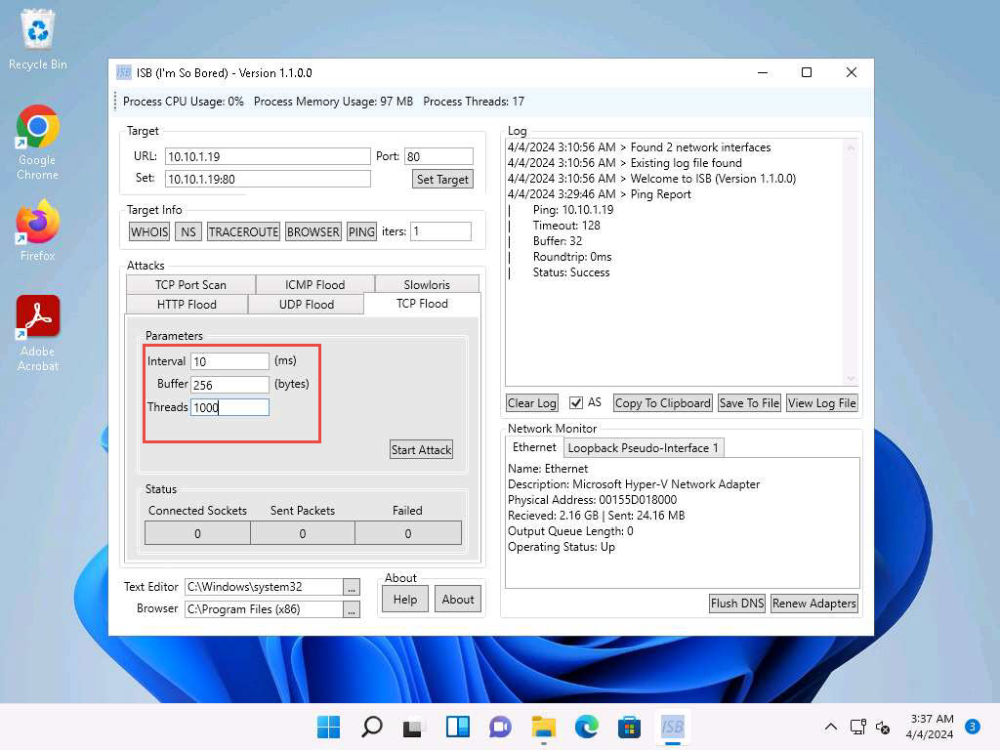 Recycle Bin
Google
Chrome
Firefox
Adobe
Acrobat
ISB ISB (I'm So Bored) - Version 1.1.0.0
Process CPU Usage: 0% Process Memory Usage: 97 MB Process Threads: 17
Target
URL: 10.10.1.19 Port: 80
Set: 10.10.1.19:80 Set Target
Target Info
WHOIS NS TRACEROUTE BROWSER PING iters: 1
Attacks
TCP Port Scan ICMP Flood Slowloris
HTTP Flood UDP Flood TCP Flood
Parameters
Interval 10 (ms)
Buffer 256 (bytes)
Threads 1000
Start Attack
Status
Connected Sockets Sent Packets Failed
0 0 0
Text Editor C:\Windows\system32 ...
Browser C:\Program Files (x86) ...
About
Help About
Log
4/4/2024 3:10:56 AM > Found 2 network interfaces
4/4/2024 3:10:56 AM > Existing log file found
4/4/2024 3:10:56 AM > Welcome to ISB (Version 1.1.0.0)
4/4/2024 3:29:46 AM > Ping Report
| Ping: 10.10.1.19
| Timeout: 128
| Buffer: 32
| Roundtrip: 0ms
| Status: Success
Clear Log AS Copy To Clipboard Save To File View Log File
Network Monitor
Ethernet Loopback Pseudo-Interface 1
Name: Ethernet
Description: Microsoft Hyper-V Network Adapter
Physical Address: 00155D018000
Recieved: 2.16 GB | Sent: 24.16 MB
Output Queue Length: 0
Operating Status: Up
Flush DNS Renew Adapters
ISB
3:37 AM
4/4/2024
3